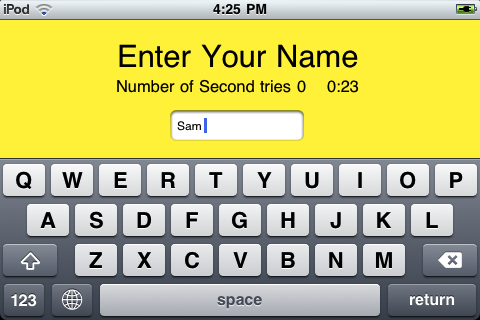 iPod 4:25 PM
Enter Your Name
Number of Second tries 0 0:23
Sam
Q W E R T Y U I O P
A S D F G H J K L
Z X C V B N M
123 space return